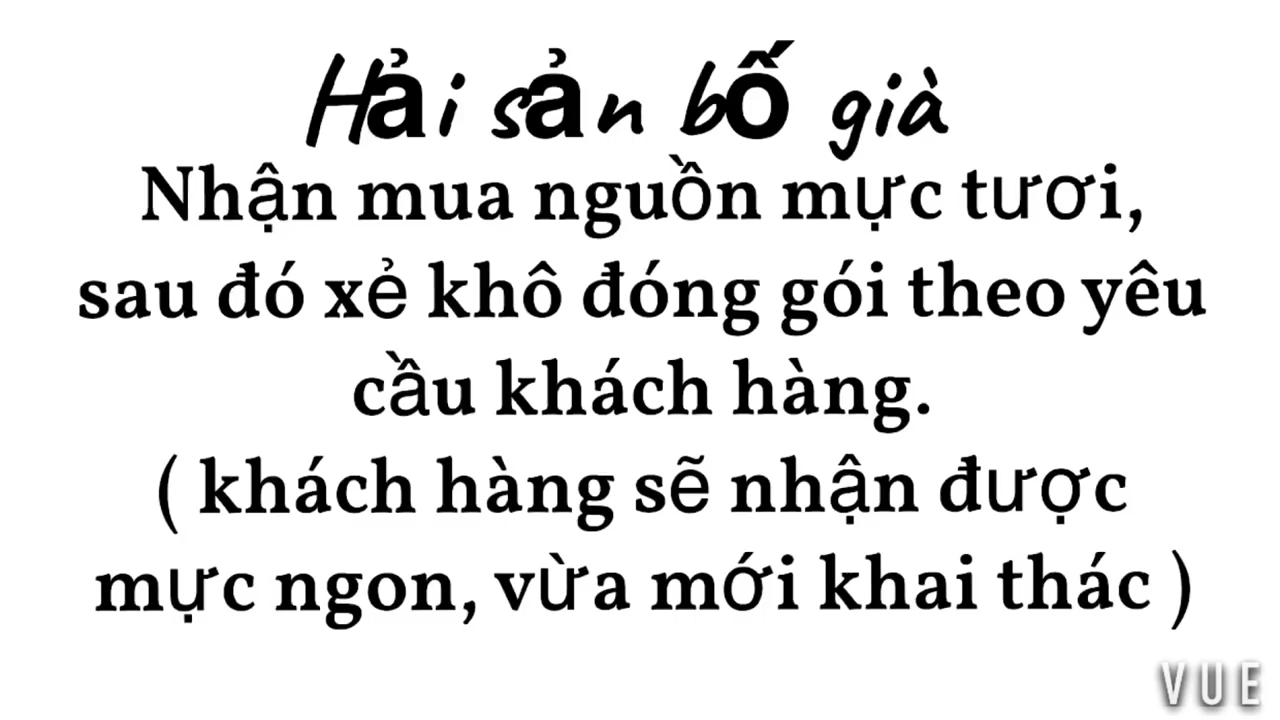 Hải sản bố già
Nhận mua nguồn mực tươi,
sau đó xẻ khô đóng gói theo yêu
cầu khách hàng.
( khách hàng sẽ nhận được
mực ngon, vừa mới khai thác )
VUE